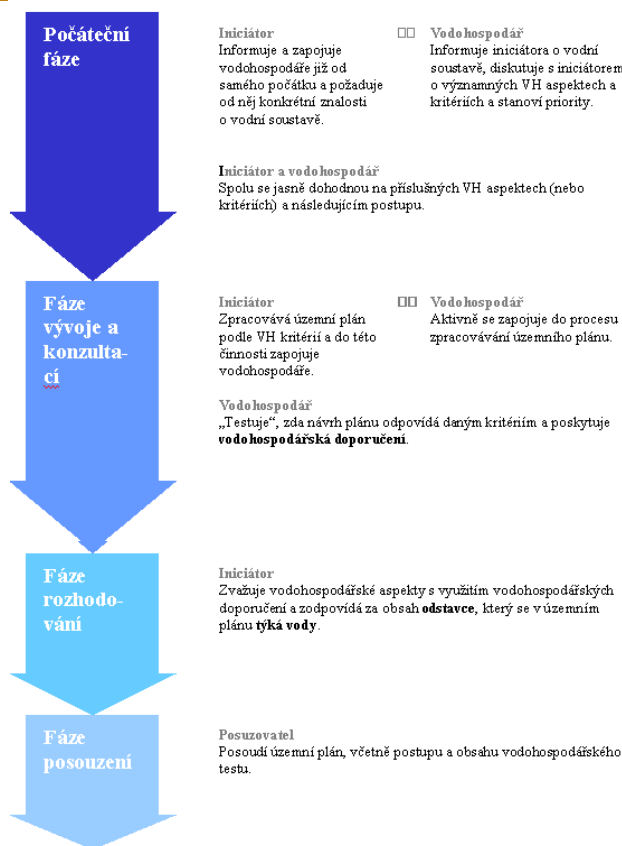 Počáteční
fáze
Iniciátor
Informuje a zapojuje
vodohospodáře již od
samého počátku a požaduje
od něj konkrétní znalosti
o vodní soustavě.
Vodohospodář
Informuje iniciátora o vodní
soustavě, diskutuje s iniciátorem
o významných VH aspektech a
kritériích a stanoví priority.
Iniciátor a vodohospodář
Spolu se jasně dohodnou na příslušných VH aspektech (nebo
kritériích) a následujícím postupu.
Fáze
vývoje a
konzulta-
cí
Iniciátor
Zpracovává územní plán
podle VH kritérií a do této
činnosti zapojuje
vodohospodáře.
Vodohospodář
Aktivně se zapojuje do procesu
zpracovávání územního plánu.
Vodohospodář
„Testuje“, zda návrh plánu odpovídá daným kritériím a poskytuje
vodohospodářská doporučení.
Fáze
rozhodo-
vání
Iniciátor
Zvažuje vodohospodářské aspekty s využitím vodohospodářských
doporučení a zodpovídá za obsah odstavce, který se v územním
plánu týká vody.
Fáze
posouzení
Posuzovatel
Posoudí územní plán, včetně postupu a obsahu vodohospodářského
testu.